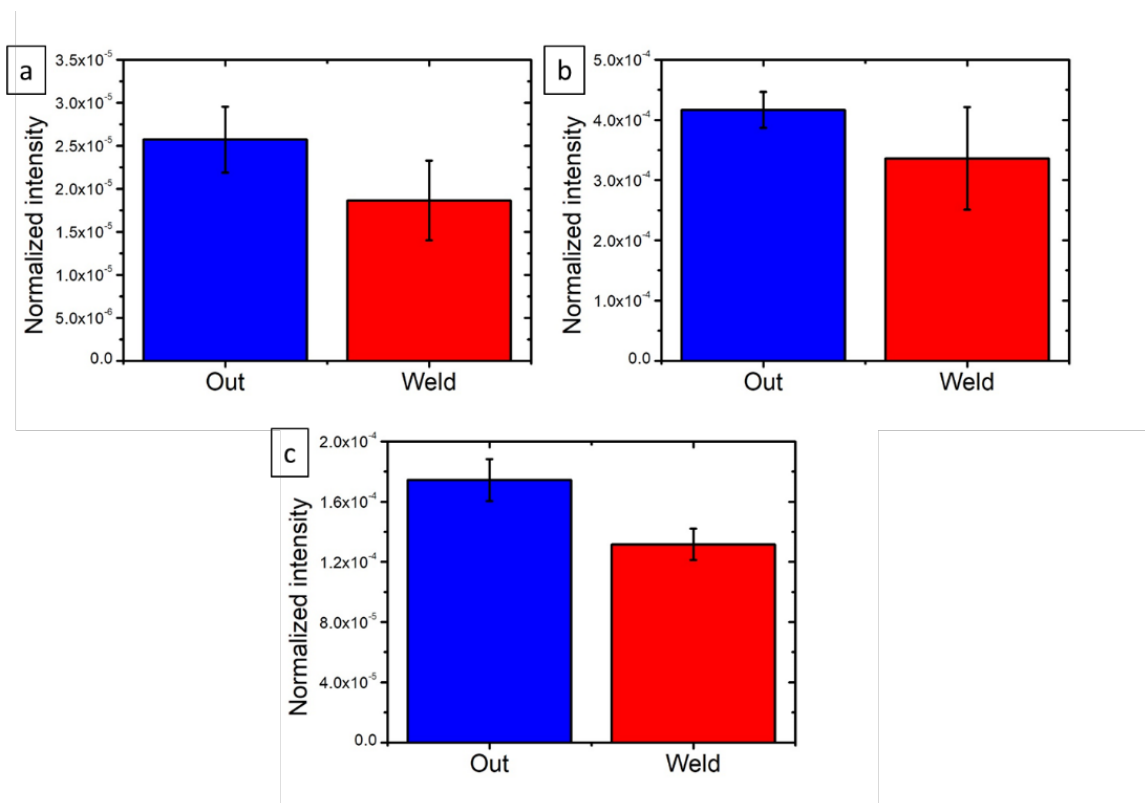 a
Normalized intensity
3.5x10⁻⁵
3.0x10⁻⁵
2.5x10⁻⁵
2.0x10⁻⁵
1.5x10⁻⁵
1.0x10⁻⁵
5.0x10⁻⁶
0.0
Out Weld
b
Normalized intensity
5.0x10⁻⁴
4.0x10⁻⁴
3.0x10⁻⁴
2.0x10⁻⁴
1.0x10⁻⁴
0.0
Out Weld
c
Normalized intensity
2.0x10⁻⁴
1.6x10⁻⁴
1.2x10⁻⁴
8.0x10⁻⁵
4.0x10⁻⁵
0.0
Out Weld